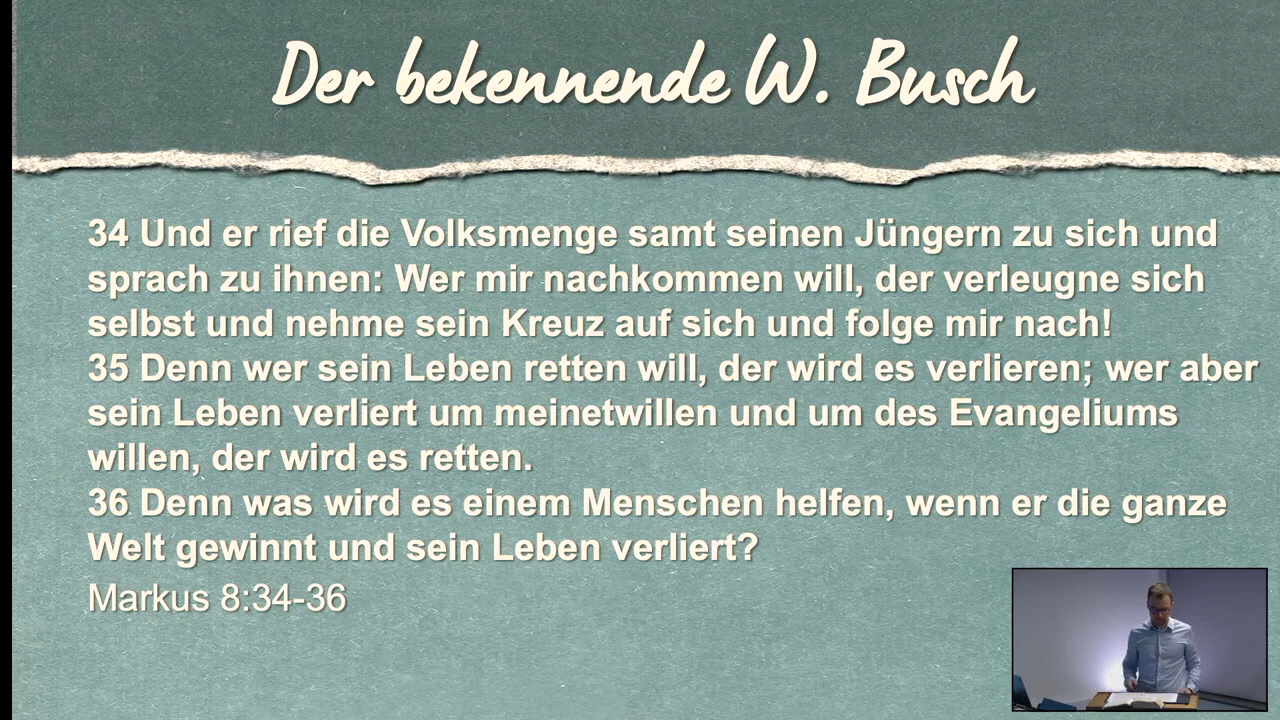 Der bekennende W. Busch
34 Und er rief die Volksmenge samt seinen Jüngern zu sich und
sprach zu ihnen: Wer mir nachkommen will, der verleugne sich
selbst und nehme sein Kreuz auf sich und folge mir nach!
35 Denn wer sein Leben retten will, der wird es verlieren; wer aber
sein Leben verliert um meinetwillen und um des Evangeliums
willen, der wird es retten.
36 Denn was wird es einem Menschen helfen, wenn er die ganze
Welt gewinnt und sein Leben verliert?
Markus 8:34-36